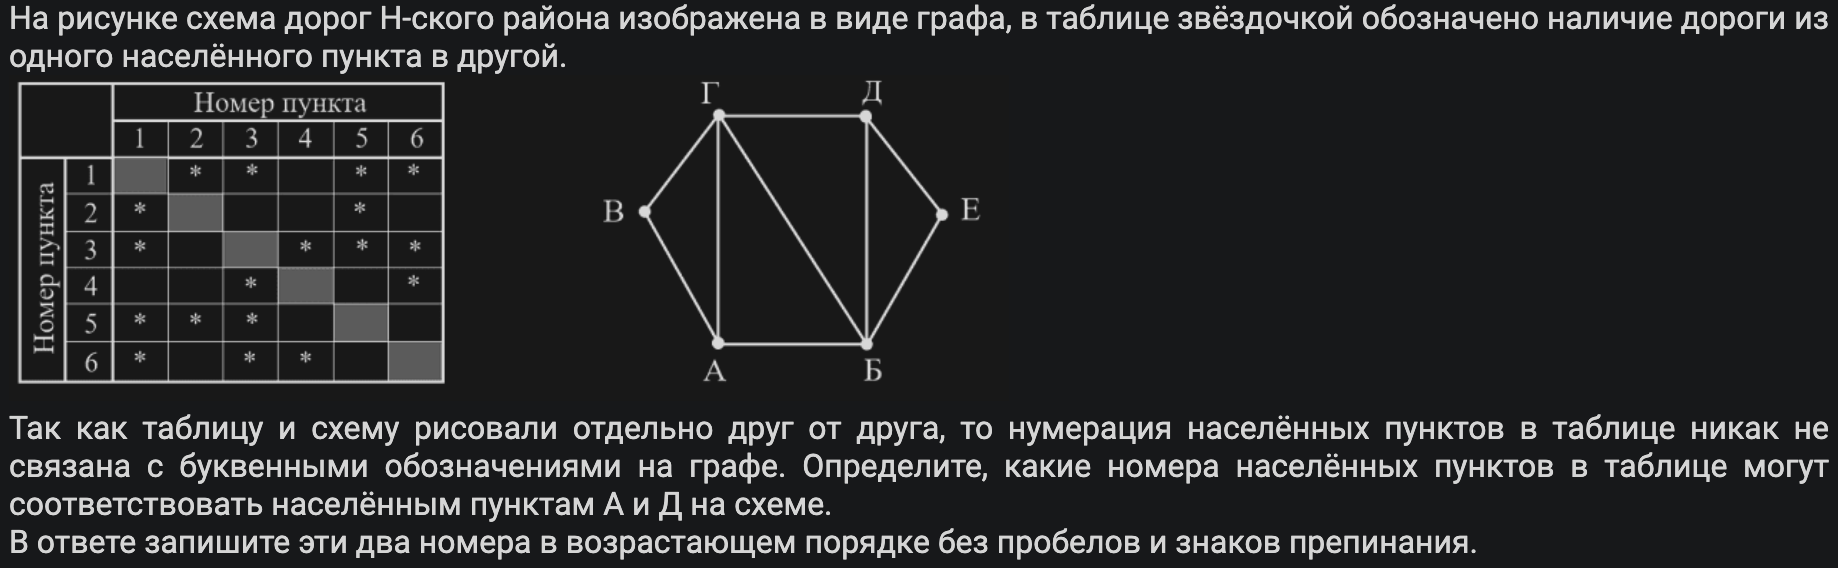 На рисунке схема дорог Н-ского района изображена в виде графа, в таблице звёздочкой обозначено наличие дороги из
одного населённого пункта в другой.
Номер пункта
1 2 3 4 5 6
Номер пункта
1 * * * *
2 * *
3 * * * *
4 * *
5 * * *
6 * * *
Г Д
В Е
А Б
Так как таблицу и схему рисовали отдельно друг от друга, то нумерация населённых пунктов в таблице никак не
связана с буквенными обозначениями на графе. Определите, какие номера населённых пунктов в таблице могут
соответствовать населённым пунктам А и Д на схеме.
В ответе запишите эти два номера в возрастающем порядке без пробелов и знаков препинания.